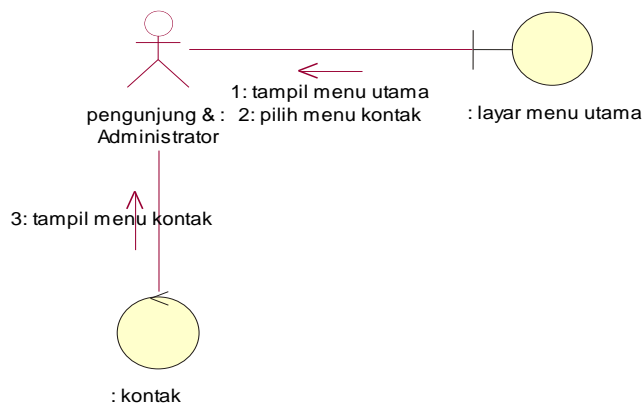 1: tampil menu utama
2: pilih menu kontak
pengunjung & :
Administrator
: layar menu utama
3: tampil menu kontak
: kontak